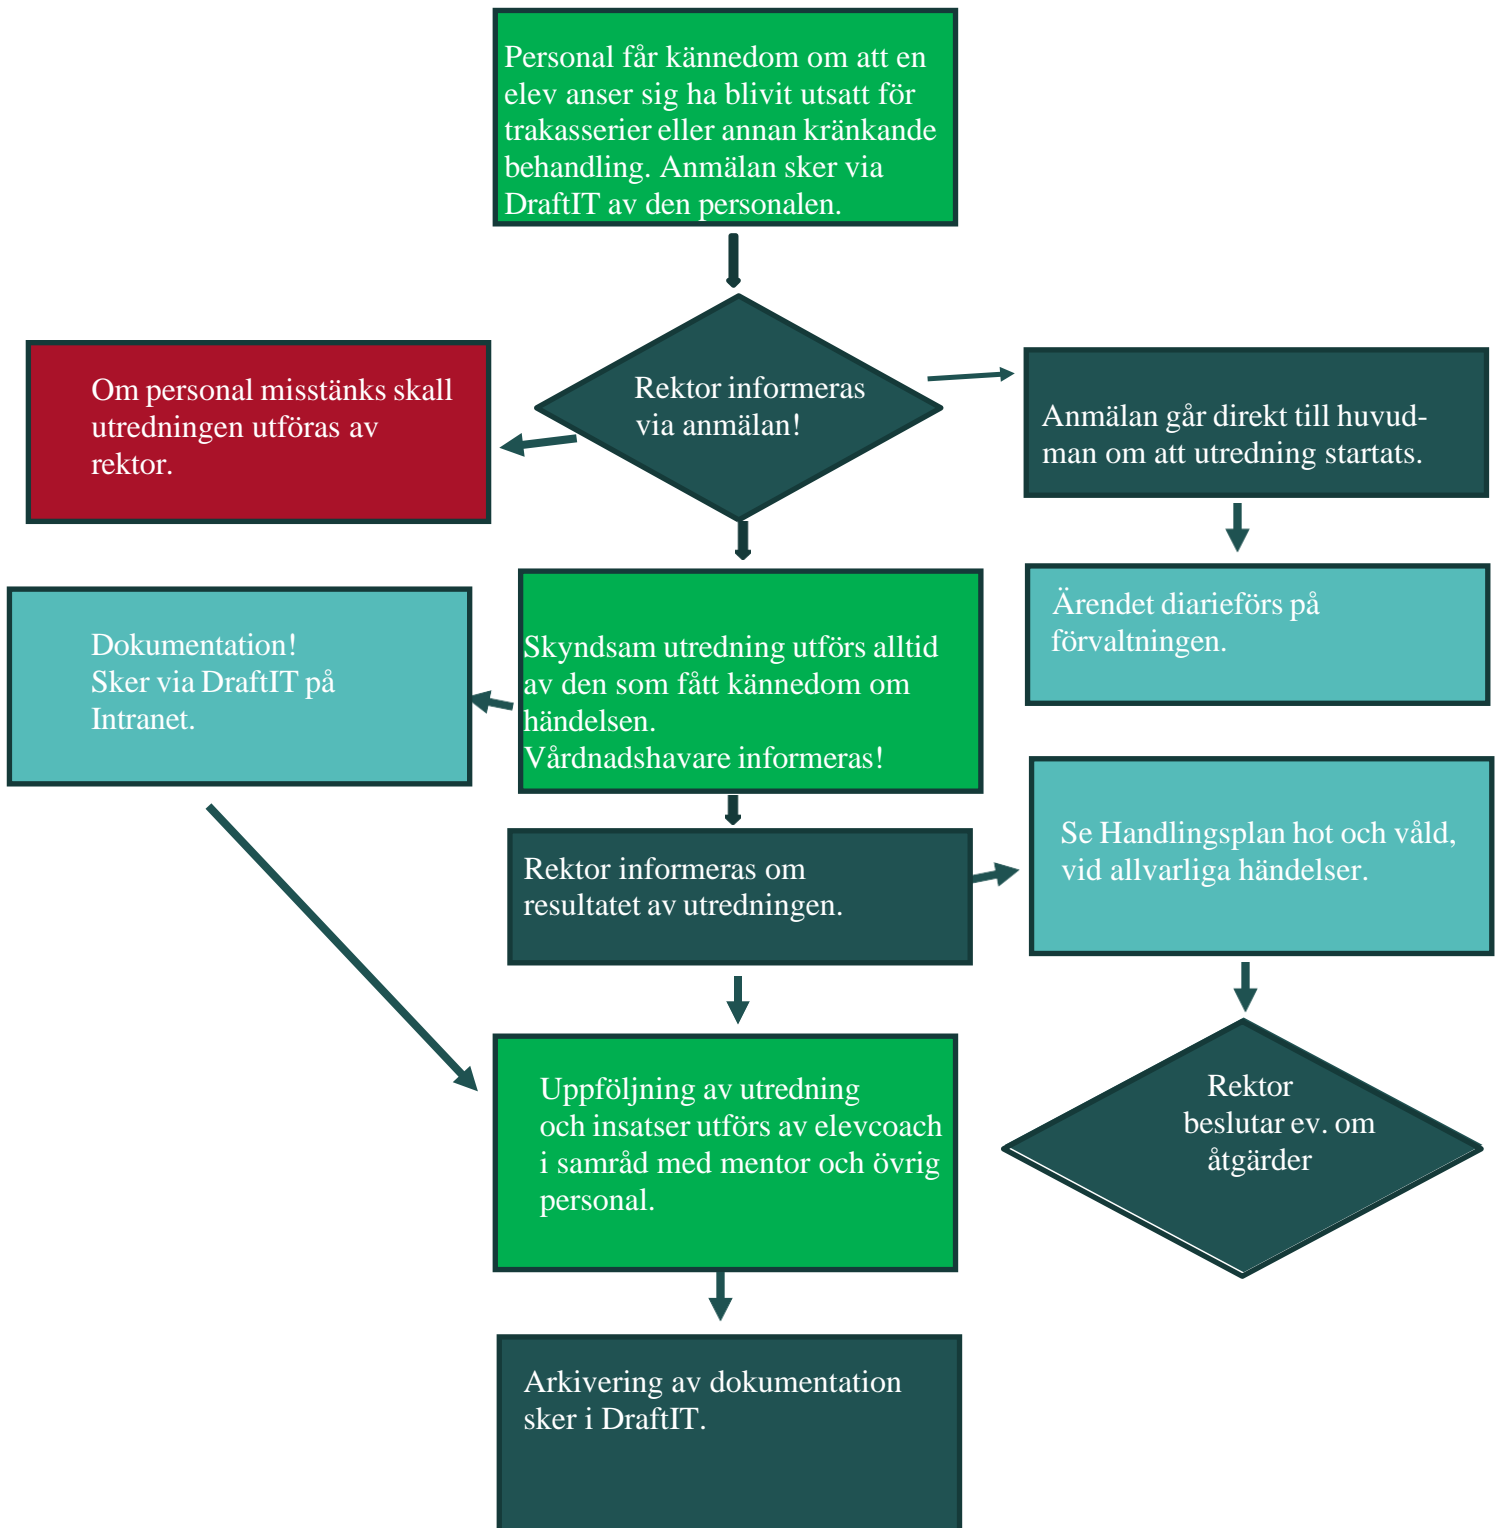 Personal får kännedom om att en
elev anser sig ha blivit utsatt för
trakasserier eller annan kränkande
behandling. Anmälan sker via
DraftIT av den personalen.
Rektor informeras
via anmälan!
Om personal misstänks skall
utredningen utföras av
rektor.
Anmälan går direkt till huvud-
man om att utredning startats.
Ärendet diarieförs på
förvaltningen.
Skyndsam utredning utförs alltid
av den som fått kännedom om
händelsen.
Vårdnadshavare informeras!
Dokumentation!
Sker via DraftIT på
Intranet.
Rektor informeras om
resultatet av utredningen.
Se Handlingsplan hot och våld,
vid allvarliga händelser.
Rektor
beslutar ev. om
åtgärder
Uppföljning av utredning
och insatser utförs av elevcoach
i samråd med mentor och övrig
personal.
Arkivering av dokumentation
sker i DraftIT.